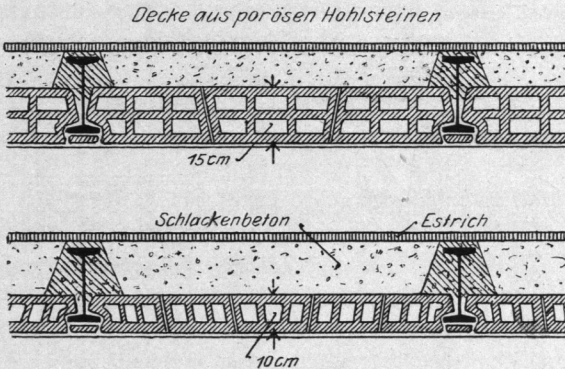 Decke aus porösen Hohlsteinen
15cm
Schlackenbeton
Estrich
10cm